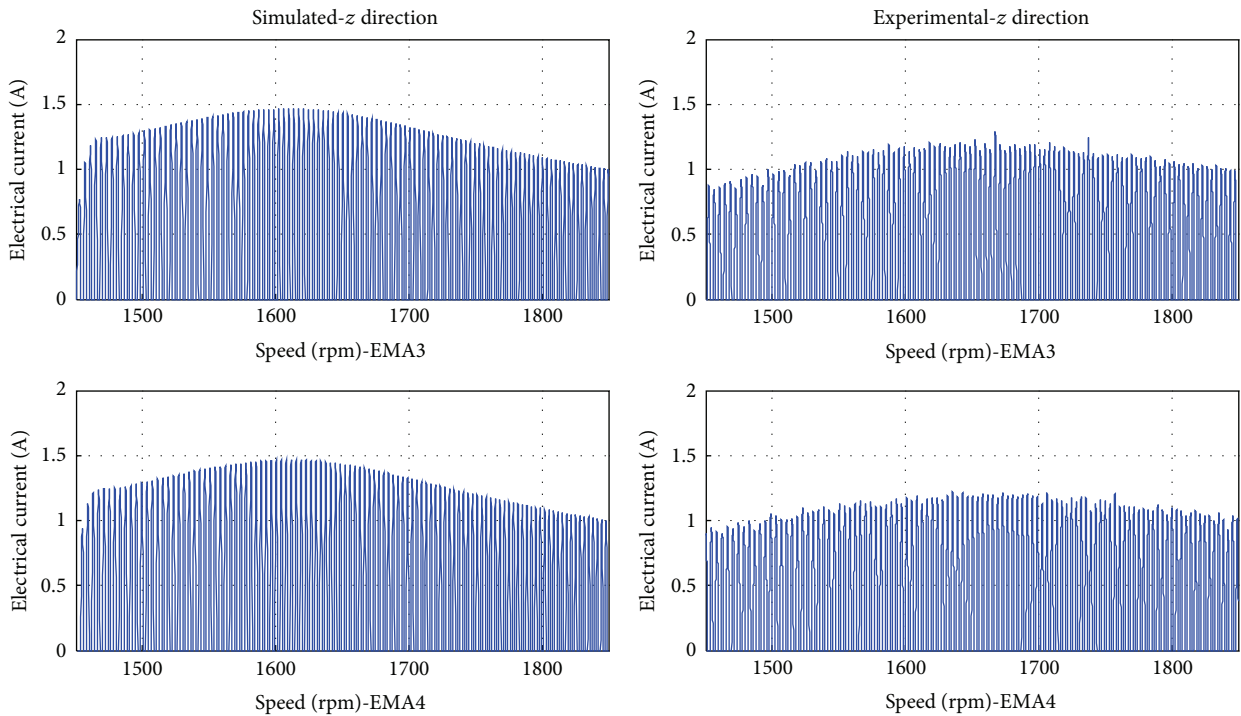 Simulated-z direction
Experimental-z direction
2
1.5
1
0.5
0
Electrical current (A)
1500 1600 1700 1800
Speed (rpm)-EMA3
2
1.5
1
0.5
0
Electrical current (A)
1500 1600 1700 1800
Speed (rpm)-EMA3
2
1.5
1
0.5
0
Electrical current (A)
1500 1600 1700 1800
Speed (rpm)-EMA4
2
1.5
1
0.5
0
Electrical current (A)
1500 1600 1700 1800
Speed (rpm)-EMA4